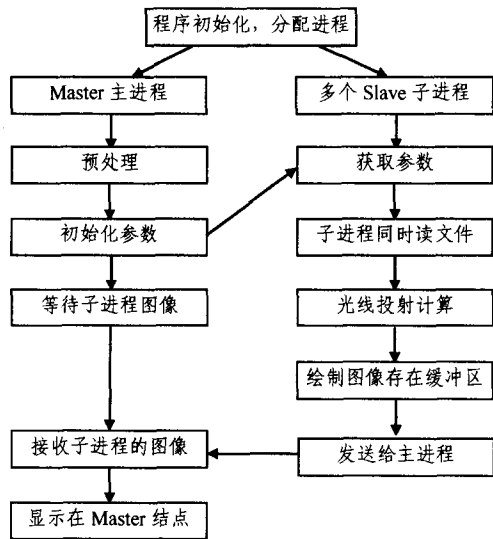 程序初始化，分配进程
Master 主进程
多个 Slave 子进程
预处理
获取参数
初始化参数
子进程同时读文件
等待子进程图像
光线投射计算
绘制图像存在缓冲区
接收子进程的图像
发送给主进程
显示在 Master 结点